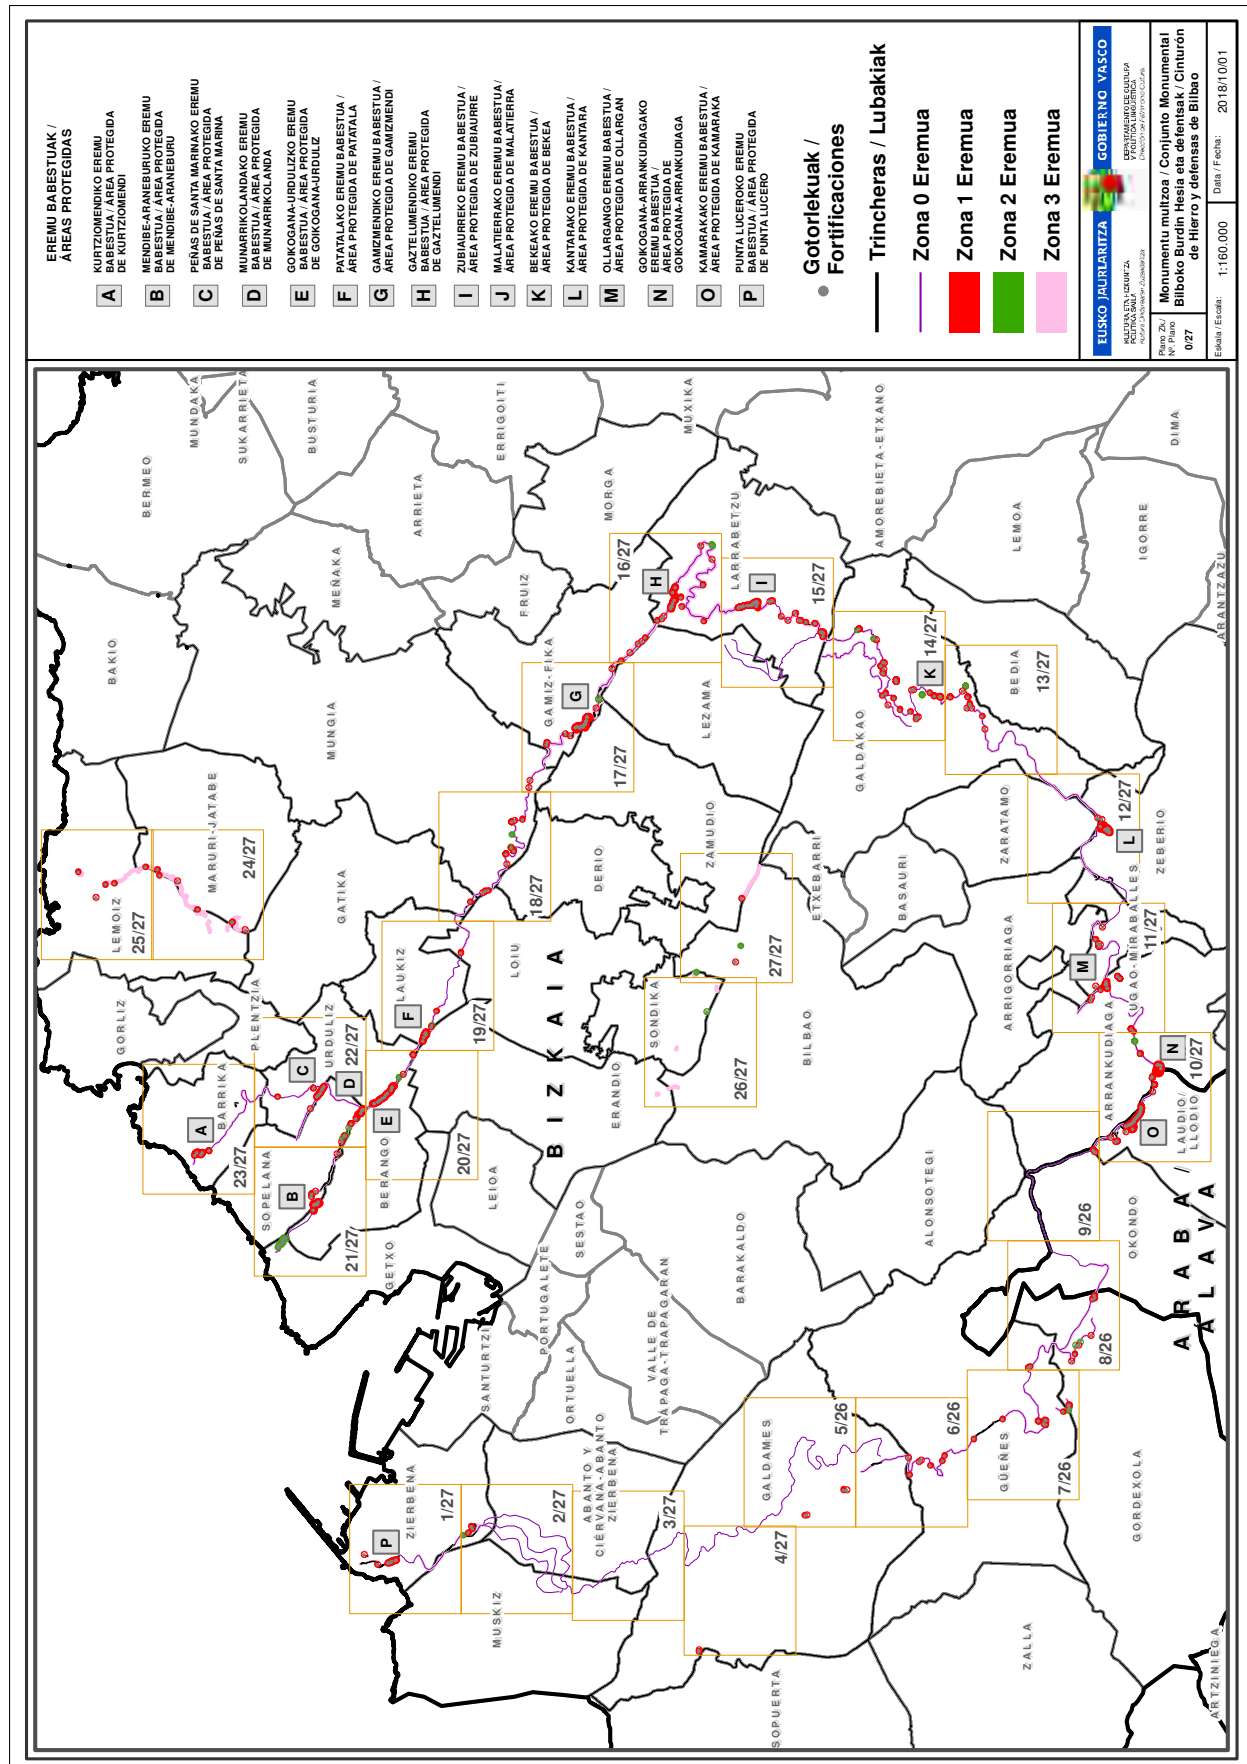 EREMU BABESTUAK /
ÁREAS PROTEGIDAS
A
KURTZIOMENDIKO EREMU
BABESTUA / ÁREA PROTEGIDA
DE KURTZIOMENDI
B
MENDIBE-ARANEBURUKO EREMU
BABESTUA / ÁREA PROTEGIDA
DE MENDIBE-ARANEBURU
C
PEÑAS DE SANTA MARINAKO EREMU
BABESTUA / ÁREA PROTEGIDA
DE PEÑAS DE SANTA MARINA
D
MUNARRIKOLANDAKO EREMU
BABESTUA / ÁREA PROTEGIDA
DE MUNARRIKOLANDA
E
GOIKOGANA-URDULIZKO EREMU
BABESTUA / ÁREA PROTEGIDA
DE GOIKOGANA-URDULIZ
F
PATATALAKO EREMU BABESTUA /
ÁREA PROTEGIDA DE PATATALA
G
GAMIZMENDIKO EREMU BABESTUA /
ÁREA PROTEGIDA DE GAMIZMENDI
H
GAZTELUMENDIKO EREMU
BABESTUA / ÁREA PROTEGIDA
DE GAZTELUMENDI
I
ZUBIAURREKO EREMU BABESTUA /
ÁREA PROTEGIDA DE ZUBIAURRE
J
MALATIERRAKO EREMU BABESTUA /
ÁREA PROTEGIDA DE MALATIERRA
K
BEKEAKO EREMU BABESTUA /
ÁREA PROTEGIDA DE BEKEA
L
KANTARAKO EREMU BABESTUA /
ÁREA PROTEGIDA DE KANTARA
M
OLLARGANGO EREMU BABESTUA /
ÁREA PROTEGIDA DE OLLARGAN
N
GOIKOGANA-ARRANKUDIAGAKO
EREMU BABESTUA /
ÁREA PROTEGIDA DE
GOIKOGANA-ARRANKUDIAGA
O
KAMARAKAKO EREMU BABESTUA /
ÁREA PROTEGIDA DE KAMARAKA
P
PUNTA LUCEROKO EREMU
BABESTUA / ÁREA PROTEGIDA
DE PUNTA LUCERO
Gotorlekuak /
Fortificaciones
Trincheras / Lubakiak
Zona 0 Eremua
Zona 1 Eremua
Zona 2 Eremua
Zona 3 Eremua
EUSKO JAURLARITZA
GOBIERNO VASCO
KULTURA ETA HIZKUNTZA
POLITIKA SAILA
DEPARTAMENTO DE CULTURA
Y POLÍTICA LINGÜÍSTICA
Plano Zk./
Nº. Plano
0/27
Monumentu multzoa / Conjunto Monumental
Bilboko Burdin Hesia eta defentsak / Cinturón
de Hierro y defensas de Bilbao
Eskala / Escala:
1:160.000
Data / Fecha:
2018/10/01
BERMEO
MUNDAKA
SUKARRIETA
BUSTURIA
BAKIO
ARRIETA
ERRIGOITI
MUXIKA
MEÑAKA
MORGA
FRUIZ
MUNGIA
GAMIZ-FIKA
LARRABETZU
AMOREBIETA-ETXANO
LEMOA
DIMA
IGORRE
ARANTZAZU
BEDIA
LEZAMA
GALDAKAO
MARURI-JATABE
LEMOIZ
GATIKA
DERIO
ZAMUDIO
ETXEBARRI
BASAURI
ZARATAMO
ZEBERIO
UGAO-MIRABALLES
ARRIGORRIAGA
ARRANKUDIAGA
GORLIZ
PLENTZIA
URDULIZ
LAUKIZ
LOIU
SONDIKA
BILBAO
BARRIKA
SOPELANA
BERANGO
LEIOA
ERANDIO
BIZKAIA
GETXO
SESTAO
PORTUGALETE
SANTURTZI
ORTUELLA
VALLE DE
TRÁPAGA-TRAPAGARAN
BARAKALDO
ALONSOTEGI
LAUDIO/
LLODIO
OKONDO
ARABA /
ÁLAVA
ZIERBENA
ABANTO Y
CIÉRVANA-ABANTO
ZIERBENA
GALDAMES
GÜEÑES
GORDEXOLA
MUSKIZ
SOPUERTA
ZALLA
ARTZINIEGA
A
B
C
D
E
F
G
H
I
K
L
M
N
O
P
1/27
2/27
3/27
4/27
5/26
6/26
7/26
8/26
9/26
10/27
11/27
12/27
13/27
14/27
15/27
16/27
17/27
18/27
19/27
20/27
21/27
22/27
23/27
24/27
25/27
26/27
27/27